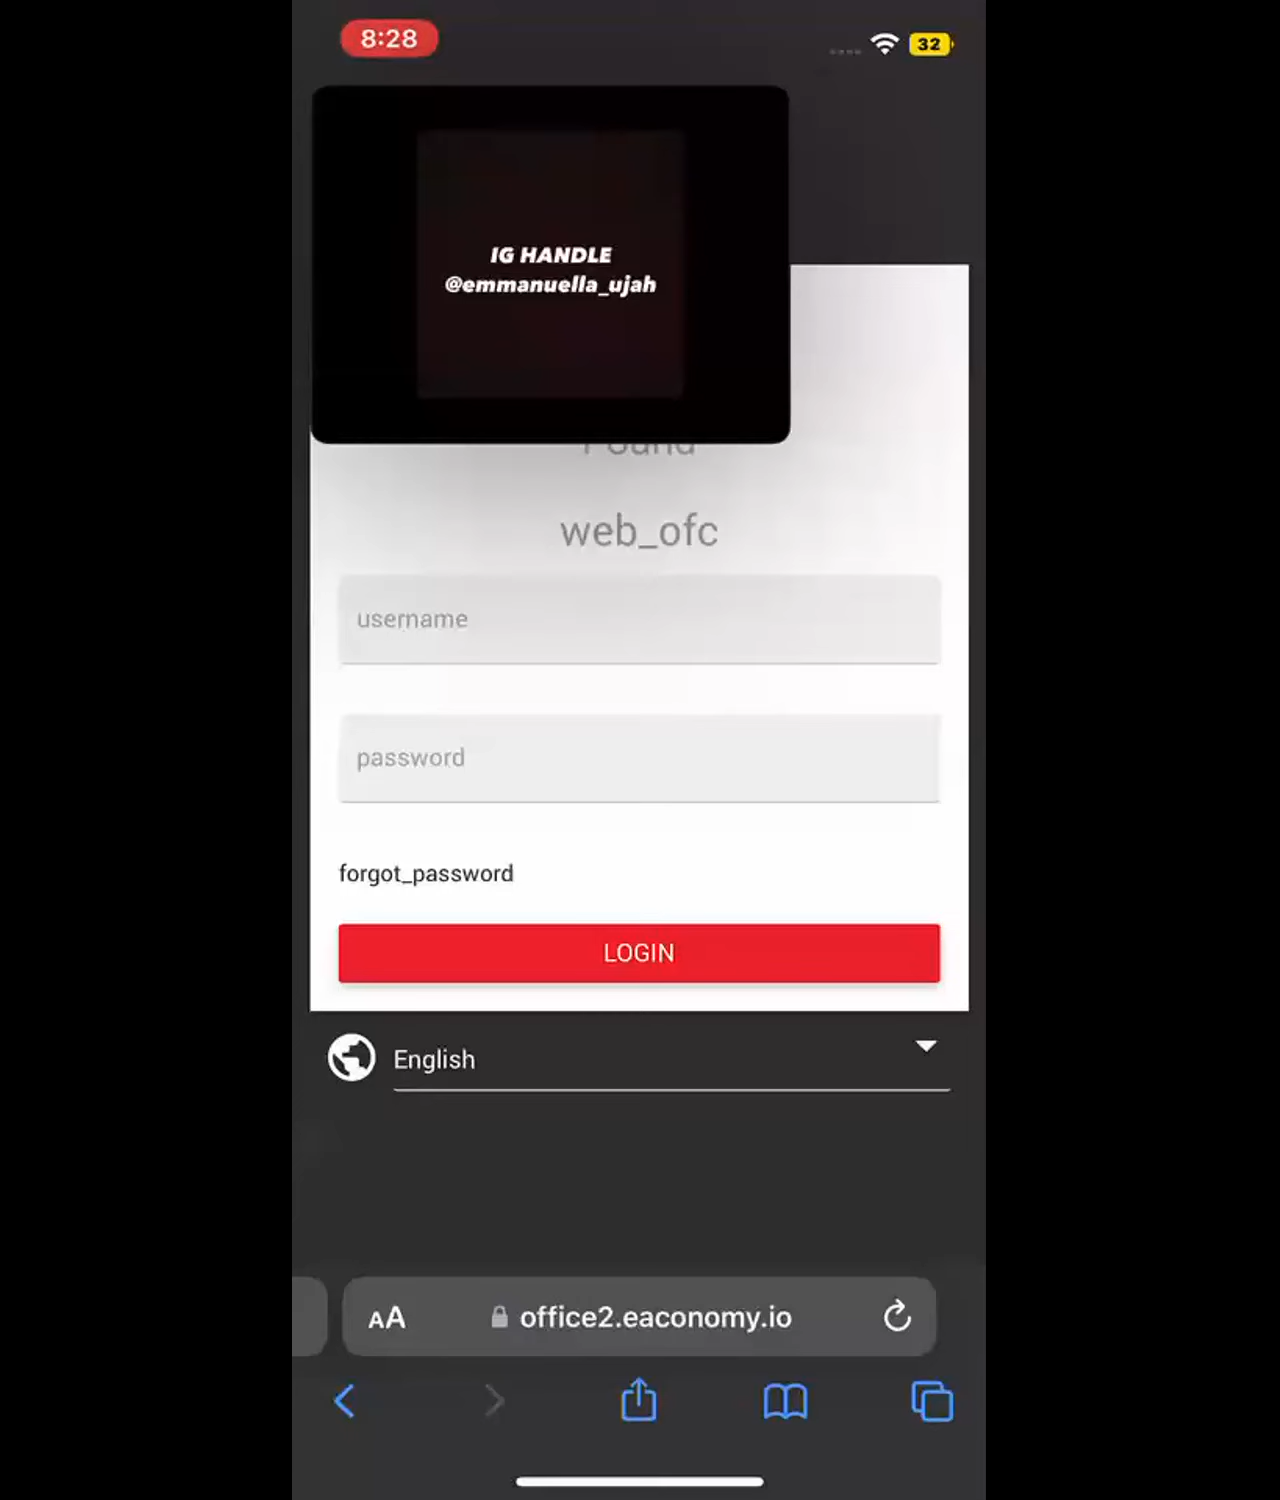 8:28
32
IG HANDLE
@emmanuella_ujah
web_ofc
username
password
forgot_password
LOGIN
English
AA
office2.eaconomy.io